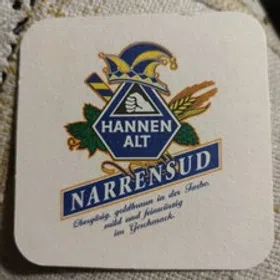 HANNEN
ALT
NARRENSUD
Obergärig, goldbraun in der Farbe,
mild und feinwürzig
im Geschmack.